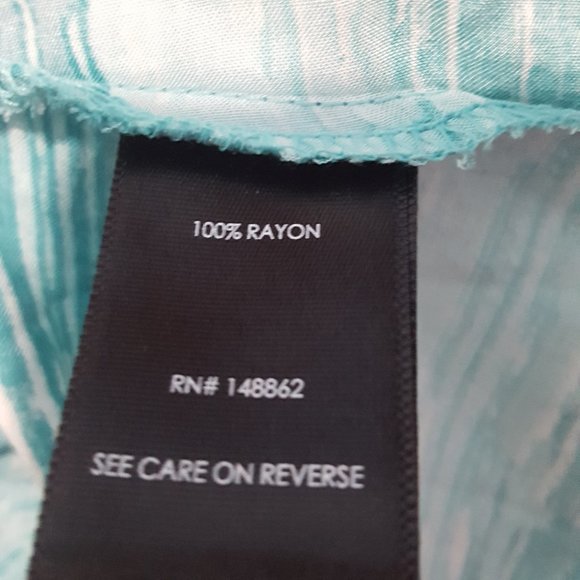 100% RAYON
RN# 148862
SEE CARE ON REVERSE